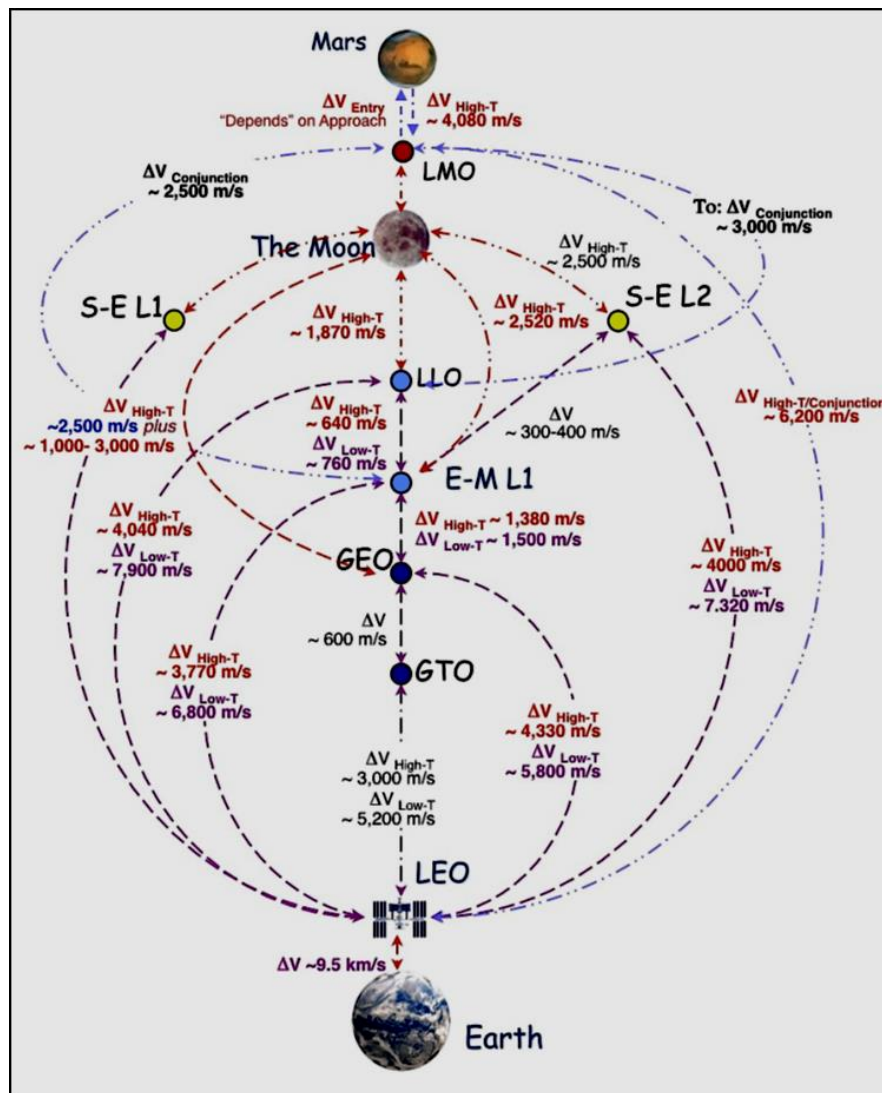 Mars
ΔV Entry
"Depends" on Approach
ΔV High-T
~ 4,080 m/s
LMO
ΔV Conjunction
~ 2,500 m/s
To: ΔV Conjunction
~ 3,000 m/s
The Moon
ΔV High-T
~ 2,500 m/s
S-E L1
S-E L2
ΔV High-T
~ 1,870 m/s
ΔV High-T
~ 2,520 m/s
LLO
ΔV High-T
~2,500 m/s plus
~ 1,000- 3,000 m/s
ΔV High-T
~ 640 m/s
ΔV Low-T
~ 760 m/s
ΔV
~ 300-400 m/s
ΔV High-T/Conjunction
~ 6,200 m/s
E-M L1
ΔV High-T
~ 4,040 m/s
ΔV Low-T
~ 7,900 m/s
ΔV High-T ~ 1,380 m/s
ΔV Low-T ~ 1,500 m/s
GEO
ΔV High-T
~ 4000 m/s
ΔV Low-T
~ 7.320 m/s
ΔV
~ 600 m/s
GTO
ΔV High-T
~ 3,770 m/s
ΔV Low-T
~ 6,800 m/s
ΔV High-T
~ 4,330 m/s
ΔV Low-T
~ 5,800 m/s
ΔV High-T
~ 3,000 m/s
ΔV Low-T
~ 5,200 m/s
LEO
ΔV ~9.5 km/s
Earth